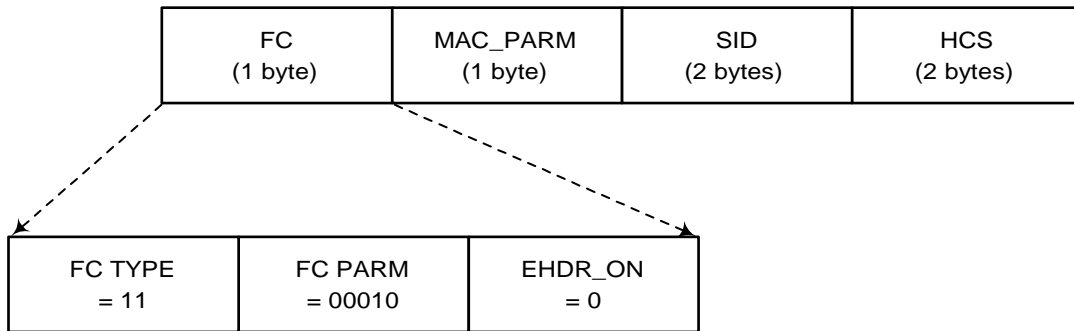 FC
(1 byte)
MAC_PARM
(1 byte)
SID
(2 bytes)
HCS
(2 bytes)
FC TYPE
= 11
FC PARM
= 00010
EHDR_ON
= 0